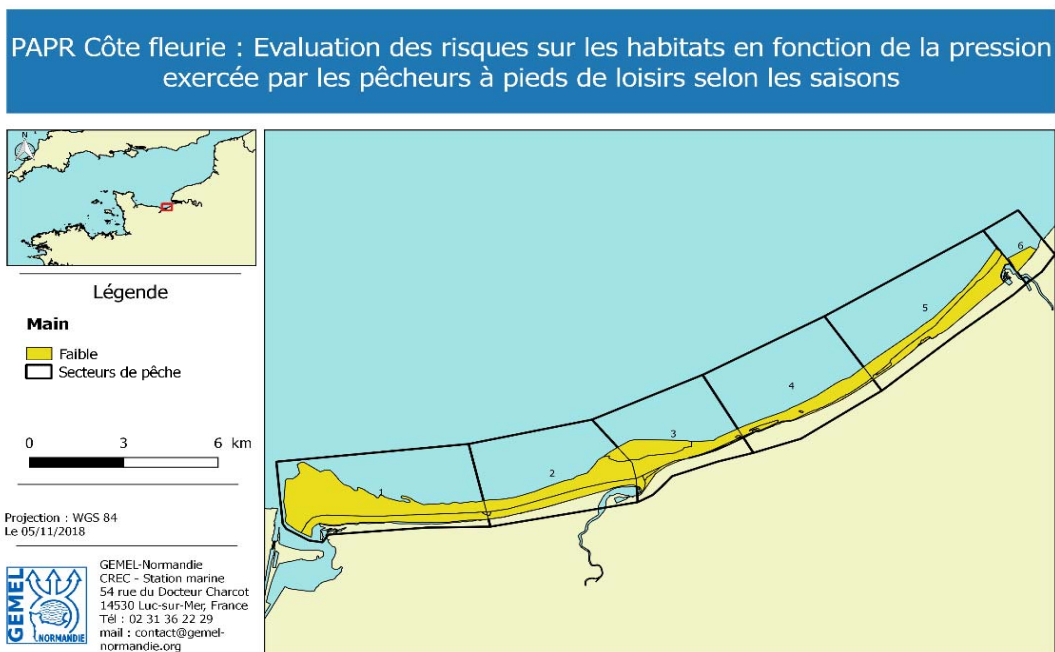 PAPR Côte fleurie : Evaluation des risques sur les habitats en fonction de la pression
exercée par les pêcheurs à pieds de loisirs selon les saisons
N
Légende
Main
Faible
Secteurs de pêche
0 3 6 km
Projection : WGS 84
Le 05/11/2018
GEMEL
NORMANDIE
GEMEL-Normandie
CREC - Station marine
54 rue du Docteur Charcot
14530 Luc-sur-Mer, France
Tél : 02 31 36 22 29
mail : contact@gemel-
normandie.org
1
2
3
4
5
6